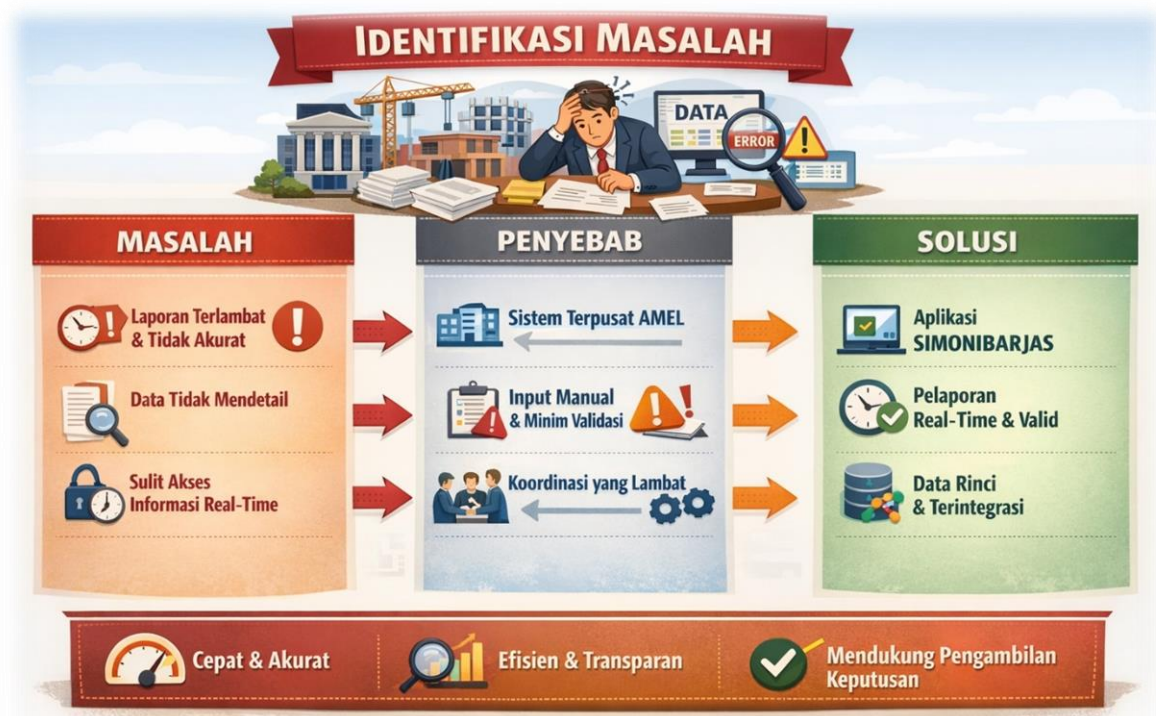 IDENTIFIKASI MASALAH
DATA
ERROR
MASALAH
Laporan Terlambat
& Tidak Akurat
Data Tidak Mendetail
Sulit Akses
Informasi Real-Time
PENYEBAB
Sistem Terpusat AMEL
Input Manual
& Minim Validasi
Koordinasi yang Lambat
SOLUSI
Aplikasi
SIMONIBARJAS
Pelaporan
Real-Time & Valid
Data Rinci
& Terintegrasi
Cepat & Akurat
Efisien & Transparan
Mendukung Pengambilan
Keputusan